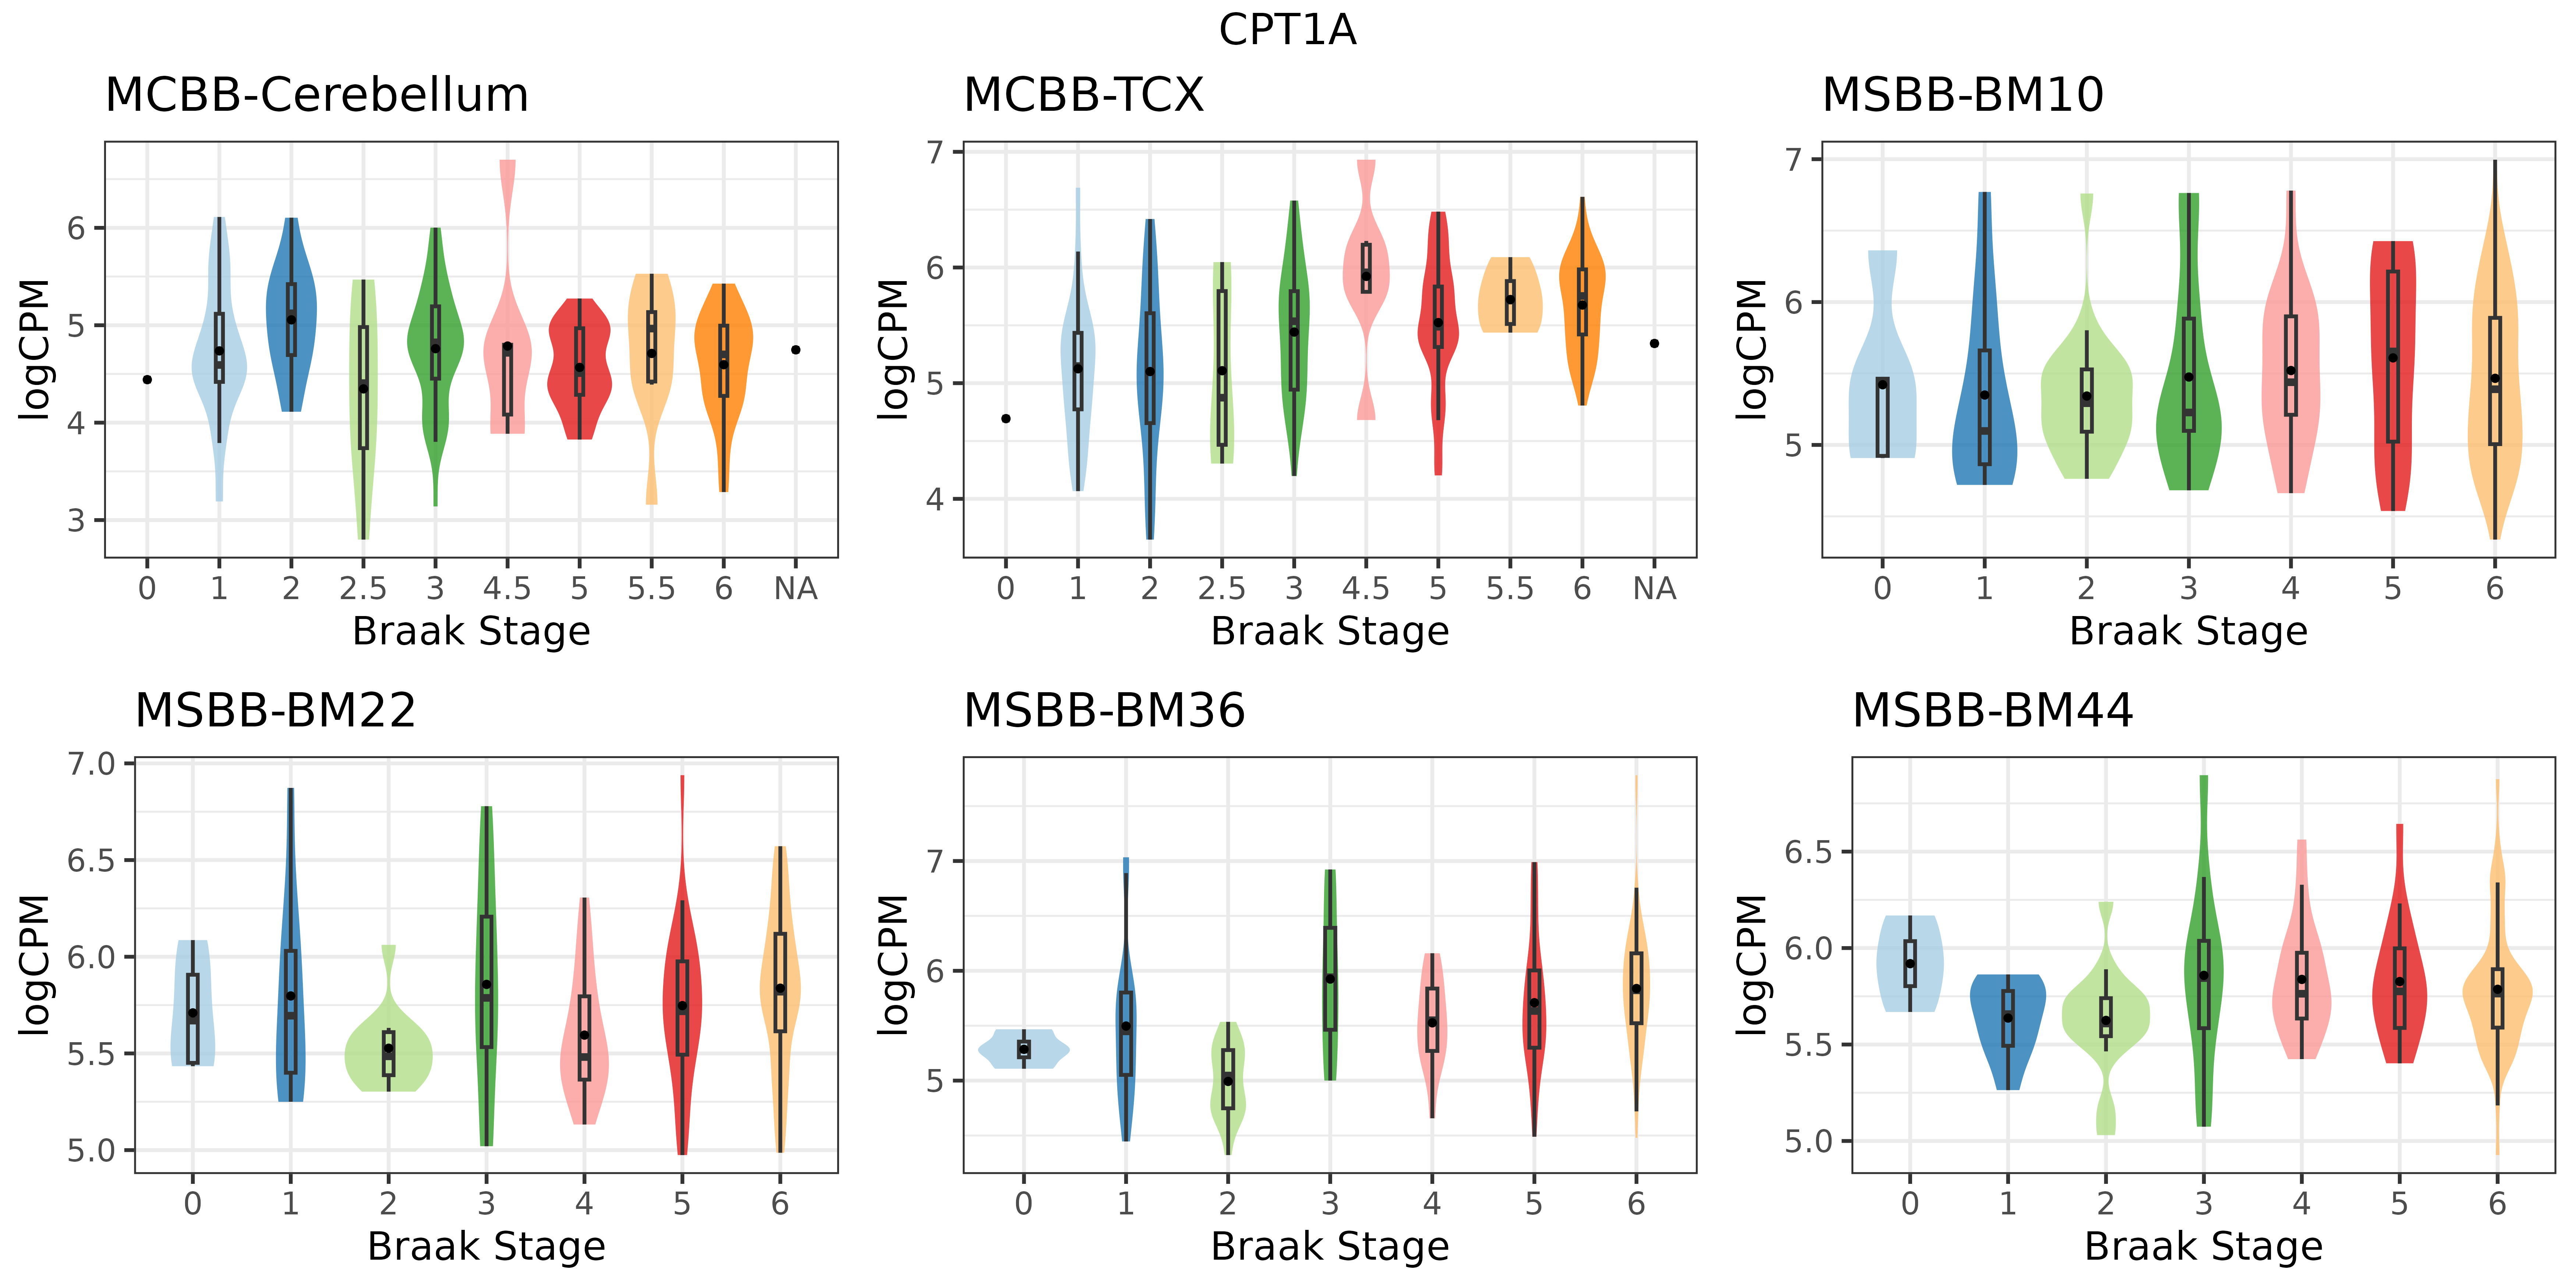 CPT1A
MCBB-Cerebellum
logCPM
6
5
4
3
0 1 2 2.5 3 4.5 5 5.5 6 NA
Braak Stage
MCBB-TCX
logCPM
7
6
5
4
0 1 2 2.5 3 4.5 5 5.5 6 NA
Braak Stage
MSBB-BM10
logCPM
7
6
5
0 1 2 3 4 5 6
Braak Stage
MSBB-BM22
logCPM
7.0
6.5
6.0
5.5
5.0
0 1 2 3 4 5 6
Braak Stage
MSBB-BM36
logCPM
7
6
5
0 1 2 3 4 5 6
Braak Stage
MSBB-BM44
logCPM
6.5
6.0
5.5
5.0
0 1 2 3 4 5 6
Braak Stage